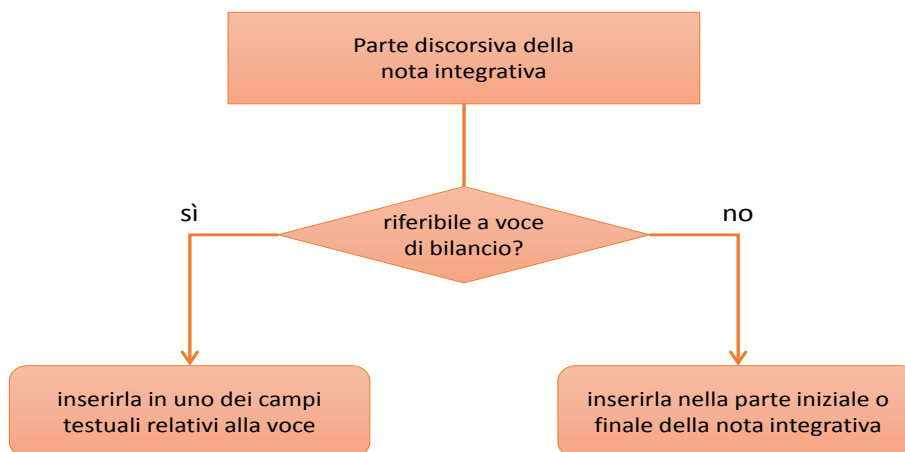 Parte discorsiva della
nota integrativa
sì
riferibile a voce
di bilancio?
no
inserirla in uno dei campi
testuali relativi alla voce
inserirla nella parte iniziale o
finale della nota integrativa